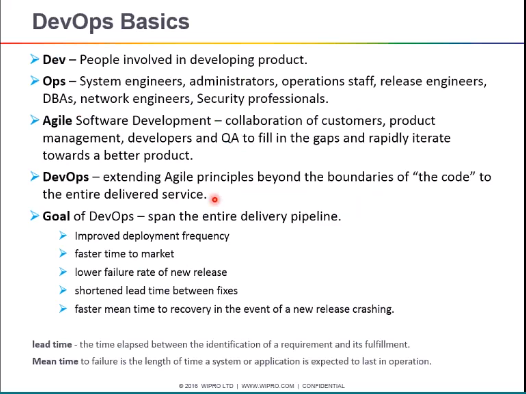 DevOps Basics
Dev – People involved in developing product.
Ops – System engineers, administrators, operations staff, release engineers,
DBAs, network engineers, Security professionals.
Agile Software Development – collaboration of customers, product
management, developers and QA to fill in the gaps and rapidly iterate
towards a better product.
DevOps – extending Agile principles beyond the boundaries of “the code” to
the entire delivered service.
Goal of DevOps – span the entire delivery pipeline.
Improved deployment frequency
faster time to market
lower failure rate of new release
shortened lead time between fixes
faster mean time to recovery in the event of a new release crashing.
lead time - the time elapsed between the identification of a requirement and its fulfillment.
Mean time to failure is the length of time a system or application is expected to last in operation.
© 2016 WIPRO LTD | WWW.WIPRO.COM | CONFIDENTIAL